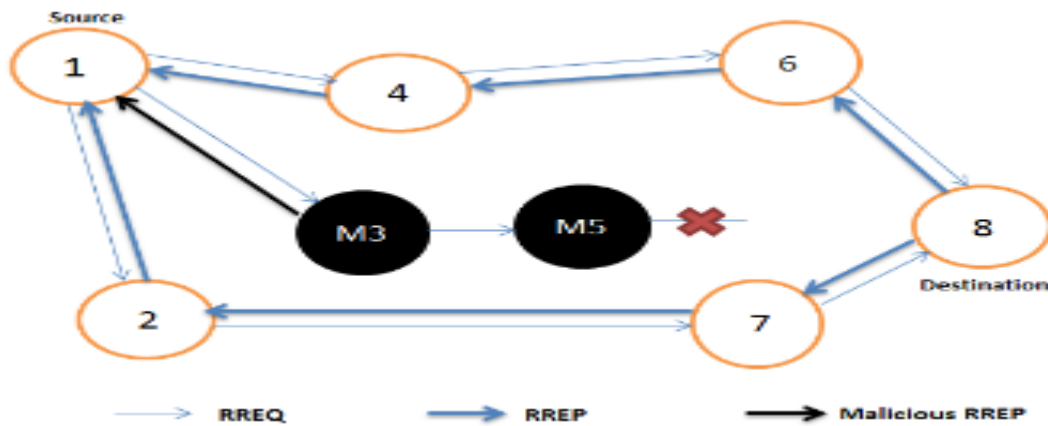 Source
1
4
6
M3
M5
8
Destination
2
7
RREQ
RREP
Malicious RREP